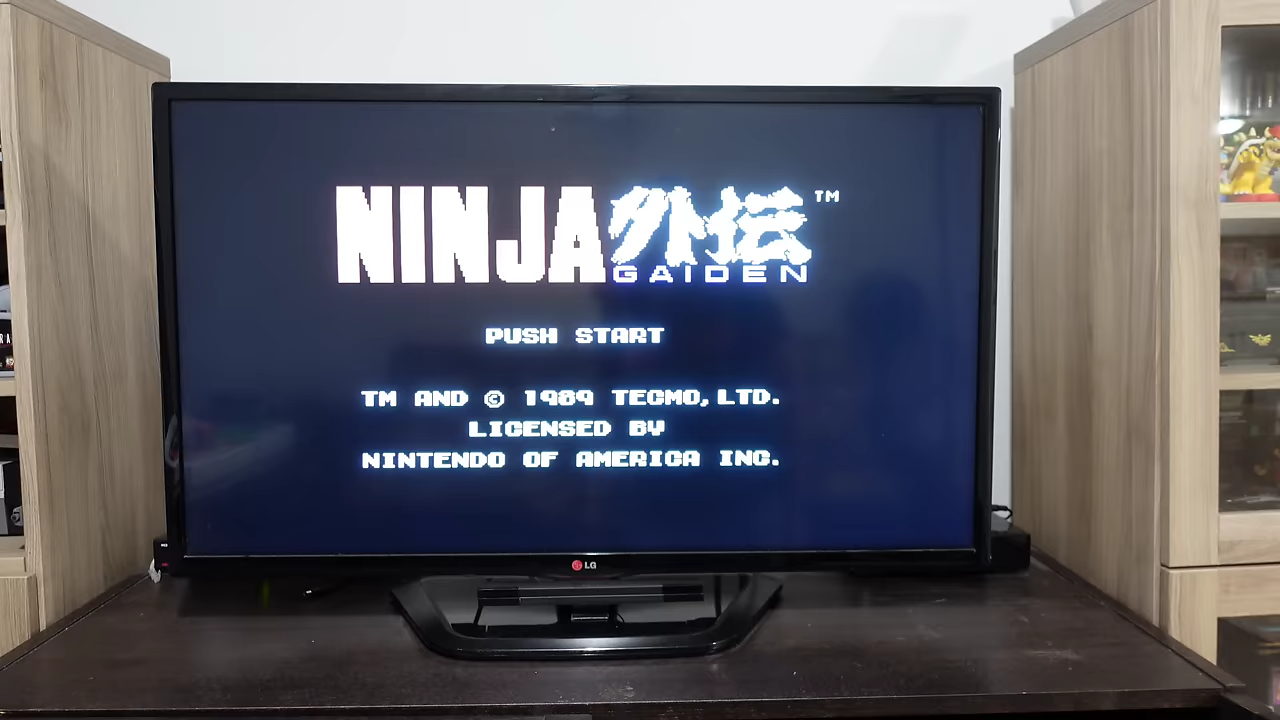 NINJA外伝™
GAIDEN
PUSH START
TM AND © 1989 TECMO,LTD.
LICENSED BY
NINTENDO OF AMERICA INC.
LG